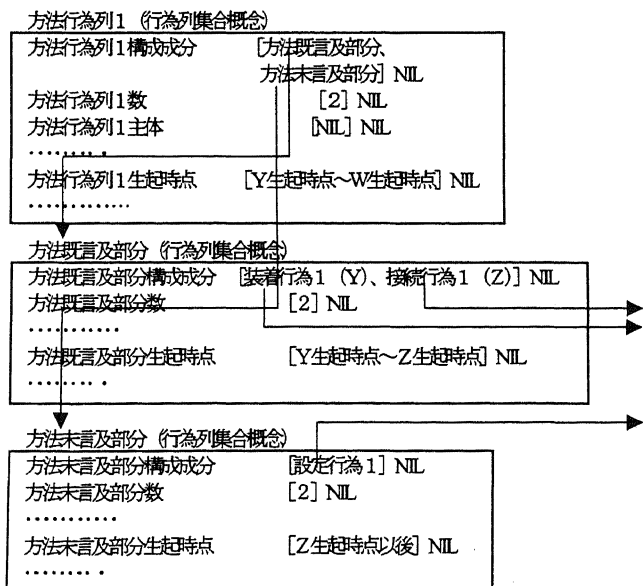 方法行為列1 (行為列集合概念)
方法行為列1構成成分 [方法既言及部分、
方法未言及部分] NIL
方法行為列1数 [2] NIL
方法行為列1主体 [NIL] NIL
・・・・・・・・
方法行為列1生起時点 [Y生起時点~W生起時点] NIL
・・・・・・・・・・・・・
方法既言及部分 (行為列集合概念)
方法既言及部分構成成分 [装着行為1 (Y)、接続行為1 (Z)] NIL
方法既言及部分数 [2] NIL
・・・・・・・・・・・
方法既言及部分生起時点 [Y生起時点~Z生起時点] NIL
・・・・・・・・
方法未言及部分 (行為列集合概念)
方法未言及部分構成成分 [設定行為1] NIL
方法未言及部分数 [2] NIL
・・・・・・・・・・・
方法未言及部分生起時点 [Z生起時点以後] NIL
・・・・・・・・